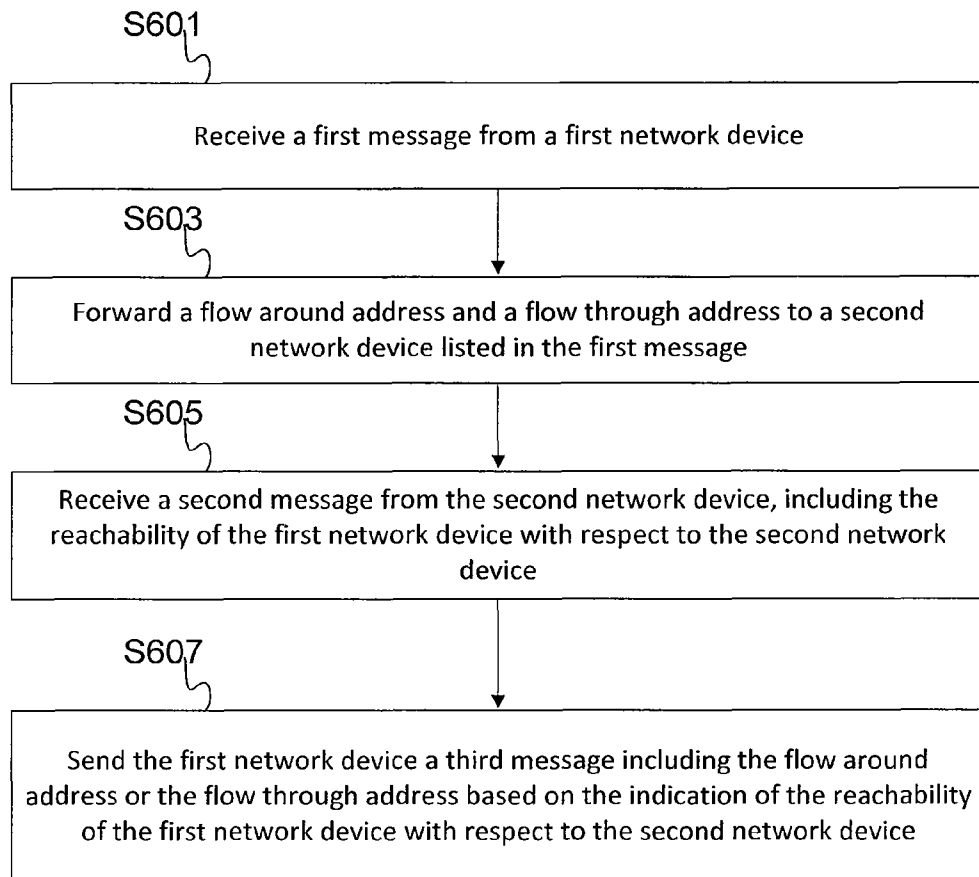 S601
Receive a first message from a first network device
S603
Forward a flow around address and a flow through address to a second
network device listed in the first message
S605
Receive a second message from the second network device, including the
reachability of the first network device with respect to the second network
device
S607
Send the first network device a third message including the flow around
address or the flow through address based on the indication of the reachability
of the first network device with respect to the second network device